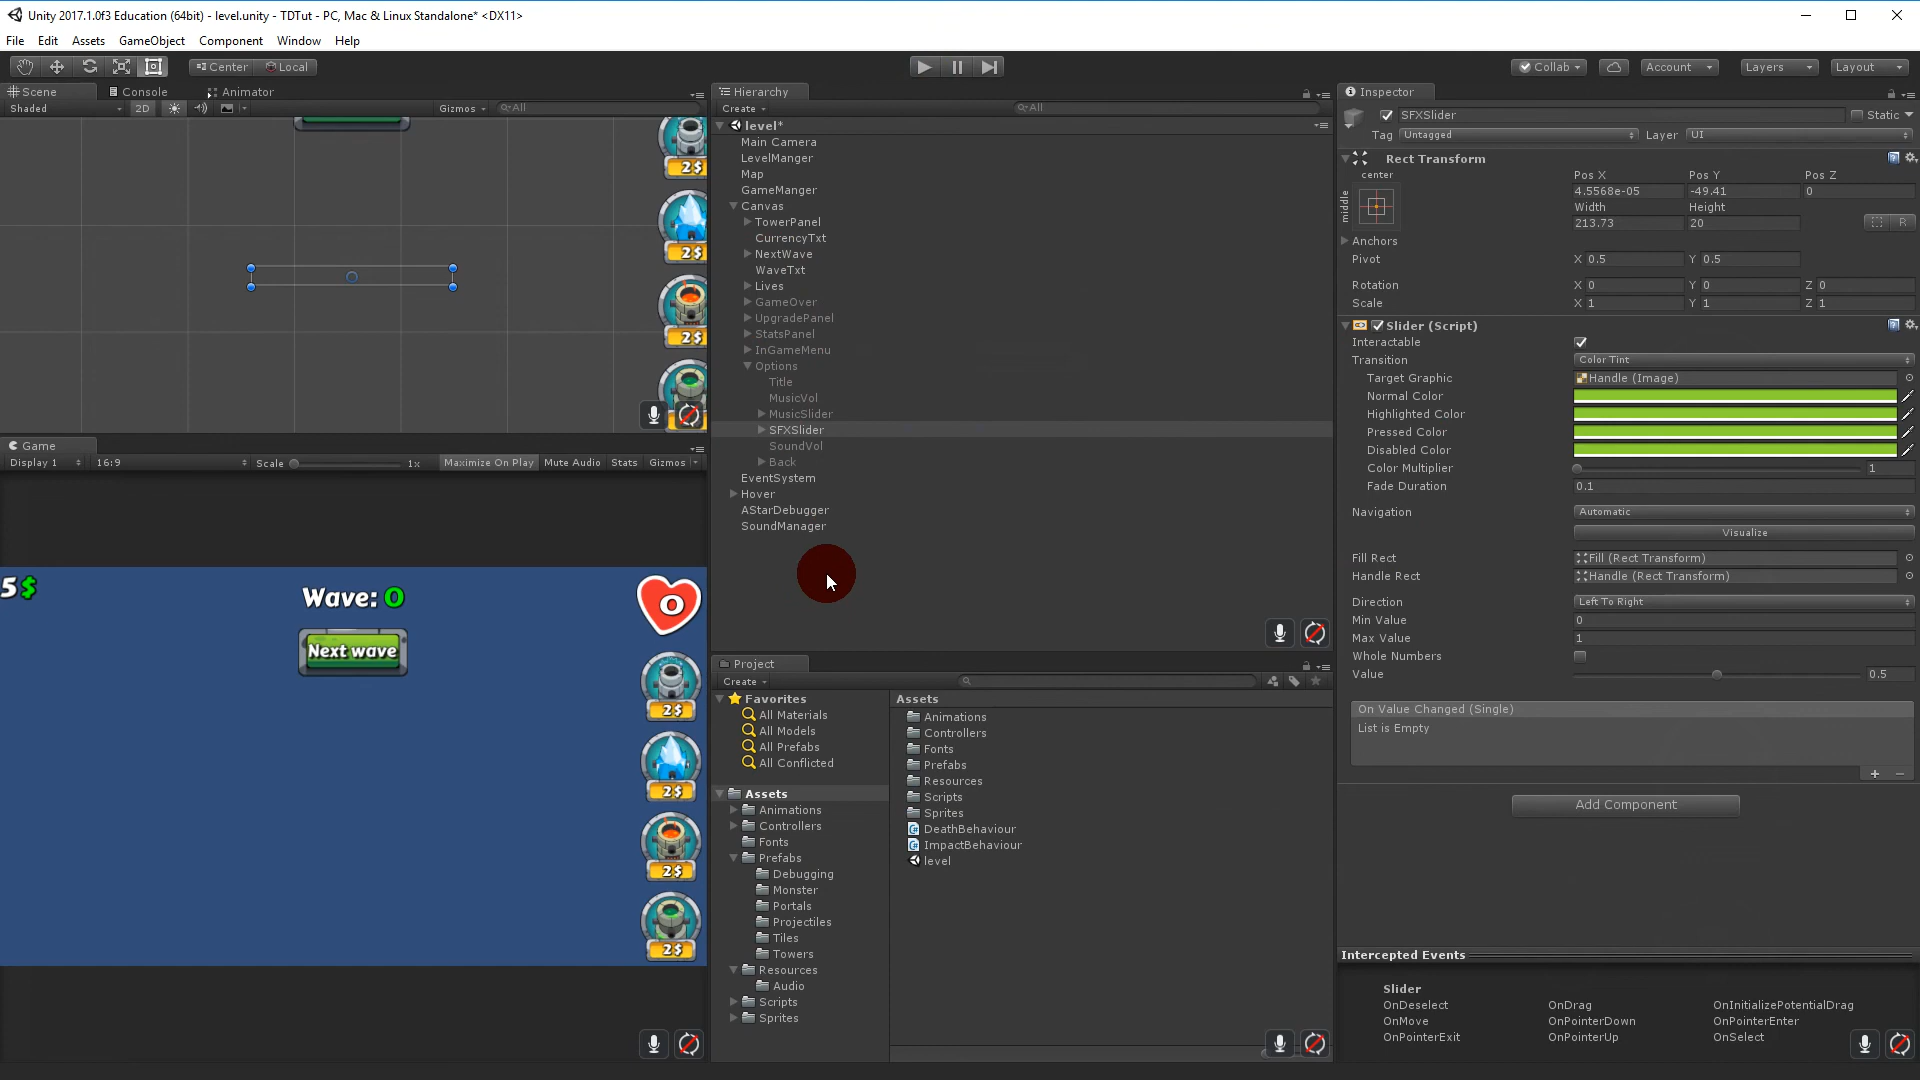 Unity 2017.1.0f3 Education (64bit) - level.unity - TDTut - PC, Mac & Linux Standalone* <DX11>
File Edit Assets GameObject Component Window Help
Center Local
Collab Account Layers Layout
Scene Console Animator
Shaded 2D Gizmos All
2$
2$
2$
Game
Display 1 16:9 Scale 1x Maximize On Play Mute Audio Stats Gizmos
5$
Wave: 0
0
Next wave
2$
2$
2$
2$
Hierarchy
Create All
level*
Main Camera
LevelManger
Map
GameManger
Canvas
TowerPanel
CurrencyTxt
NextWave
WaveTxt
Lives
GameOver
UpgradePanel
StatsPanel
InGameMenu
Options
Title
MusicVol
MusicSlider
SFXSlider
SoundVol
Back
EventSystem
Hover
AStarDebugger
SoundManager
Project
Create
Favorites
All Materials
All Models
All Prefabs
All Conflicted
Assets
Animations
Controllers
Fonts
Prefabs
Debugging
Monster
Portals
Projectiles
Tiles
Towers
Resources
Audio
Scripts
Sprites
Assets
Animations
Controllers
Fonts
Prefabs
Resources
Scripts
Sprites
DeathBehaviour
ImpactBehaviour
level
Inspector
SFXSlider Static
Tag Untagged Layer UI
Rect Transform
center
middle
Pos X Pos Y Pos Z
4.5568e-05 -49.41 0
Width Height
213.73 20
R
Anchors
Pivot X 0.5 Y 0.5
Rotation X 0 Y 0 Z 0
Scale X 1 Y 1 Z 1
Slider (Script)
Interactable
Transition Color Tint
Target Graphic Handle (Image)
Normal Color
Highlighted Color
Pressed Color
Disabled Color
Color Multiplier 1
Fade Duration 0.1
Navigation Automatic
Visualize
Fill Rect Fill (Rect Transform)
Handle Rect Handle (Rect Transform)
Direction Left To Right
Min Value 0
Max Value 1
Whole Numbers
Value 0.5
On Value Changed (Single)
List is Empty
Add Component
Intercepted Events
Slider
OnDeselect OnDrag OnInitializePotentialDrag
OnMove OnPointerDown OnPointerEnter
OnPointerExit OnPointerUp OnSelect